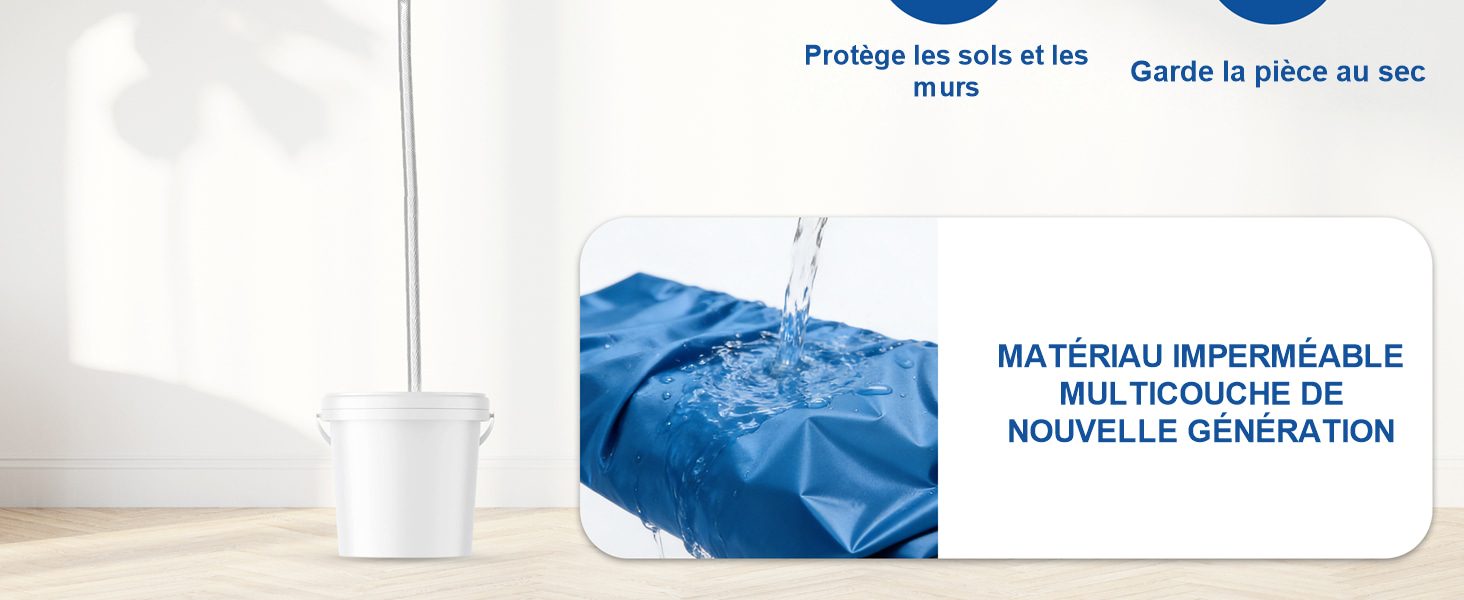 Protège les sols et les
murs
Garde la pièce au sec
MATÉRIAU IMPERMÉABLE
MULTICOUCHE DE
NOUVELLE GÉNÉRATION